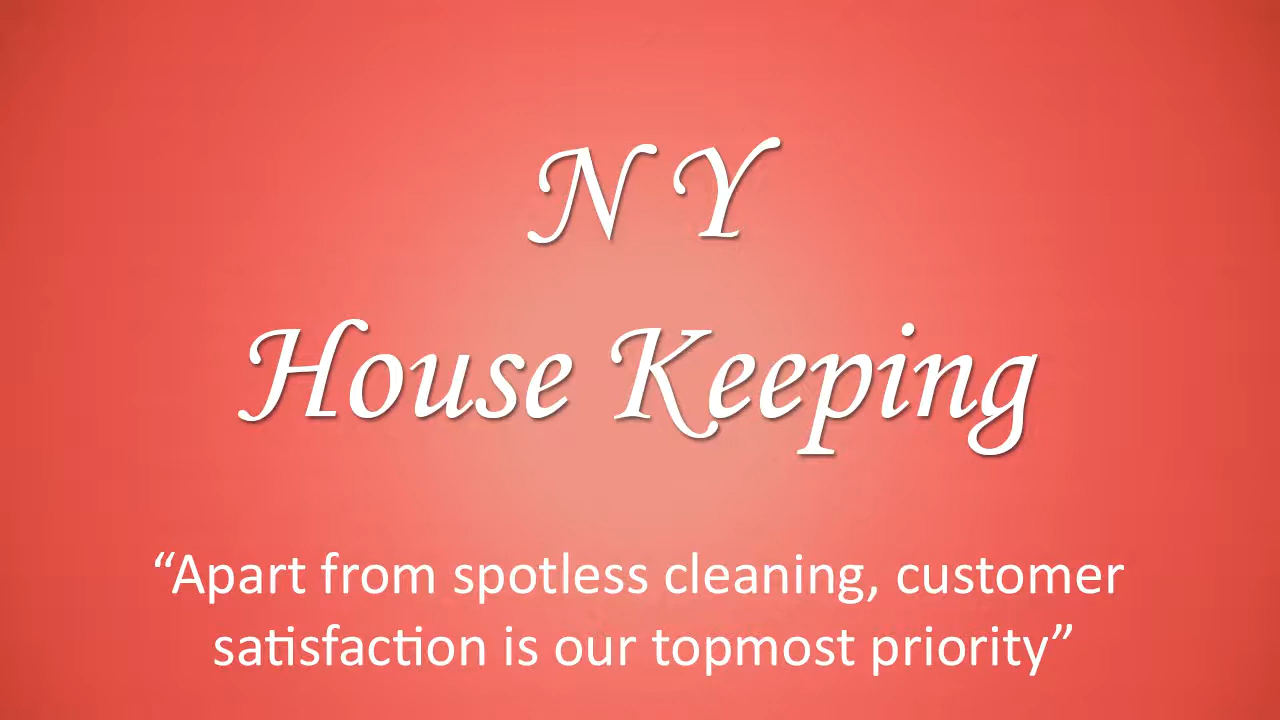 N Y
House Keeping
“Apart from spotless cleaning, customer
satisfaction is our topmost priority”